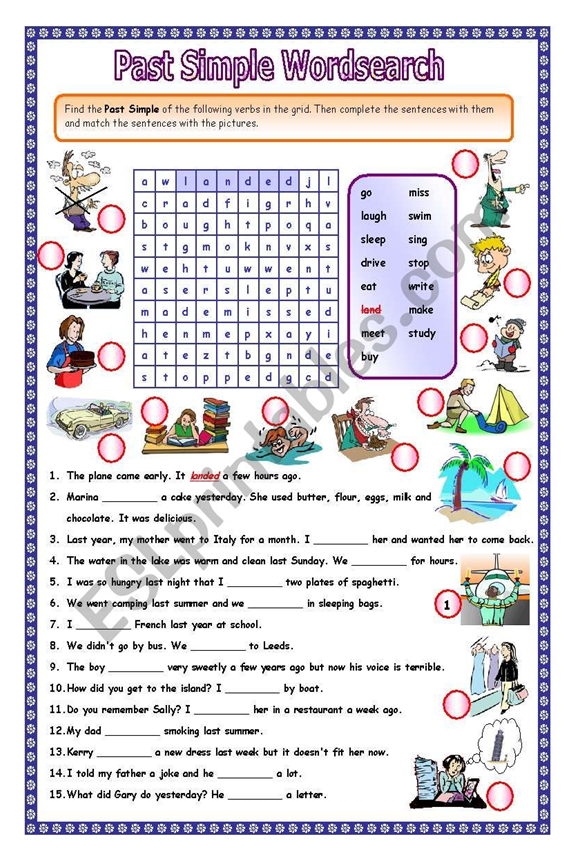 Past Simple Wordsearch
Find the Past Simple of the following verbs in the grid. Then complete the sentences with them
and match the sentences with the pictures.
a w l a n d e d j l
c r a d f i g r h v
b o u g h t p o q a
s t g m o k n v x s
w e h t u w w e n t
a s e r s l e p t u
m a d e m i s s e d
h e n m e p x a y i
a t e z t b g n d e
s t o p p e d g c d
go miss
laugh swim
sleep sing
drive stop
eat write
land make
meet study
buy
1. The plane came early. It landed a few hours ago.
2. Marina _________ a cake yesterday. She used butter, flour, eggs, milk and
chocolate. It was delicious.
3. Last year, my mother went to Italy for a month. I _________ her and wanted her to come back.
4. The water in the lake was warm and clean last Sunday. We _________ for hours.
5. I was so hungry last night that I _________ two plates of spaghetti.
6. We went camping last summer and we _________ in sleeping bags.
1
7. I _________ French last year at school.
8. We didn't go by bus. We _________ to Leeds.
9. The boy _________ very sweetly a few years ago but now his voice is terrible.
10. How did you get to the island? I _________ by boat.
11. Do you remember Sally? I _________ her in a restaurant a week ago.
12. My dad _________ smoking last summer.
13. Kerry _________ a new dress last week but it doesn't fit her now.
14. I told my father a joke and he _________ a lot.
15. What did Gary do yesterday? He _________ a letter.
ESLprintables.com